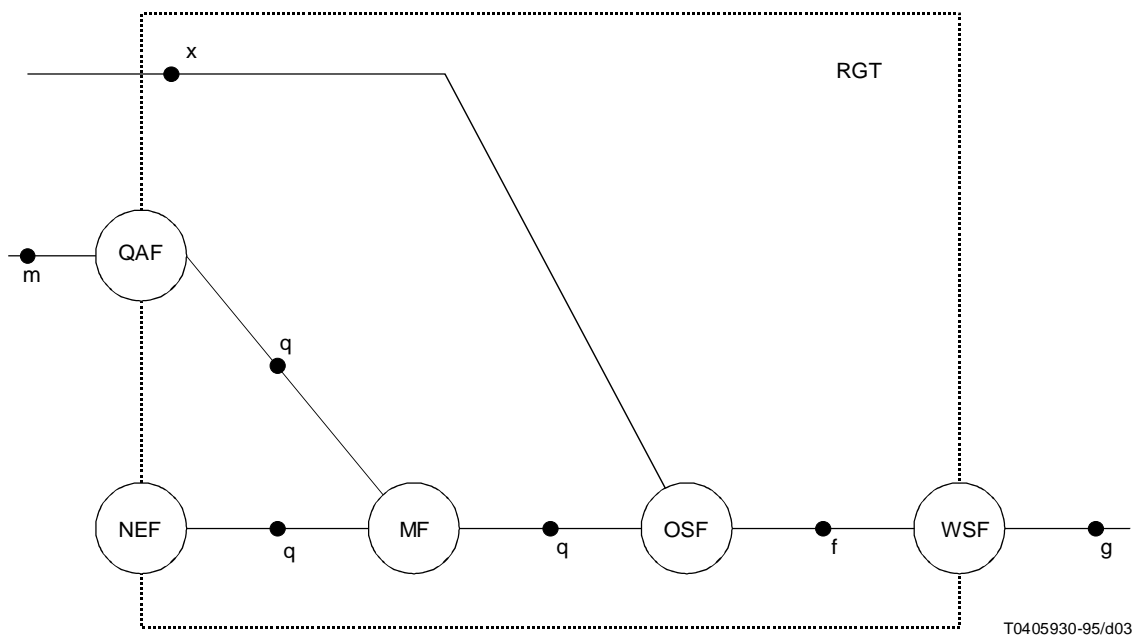 x
RGT
QAF
m
q
NEF
MF
OSF
WSF
q
q
f
g
T0405930-95/d03